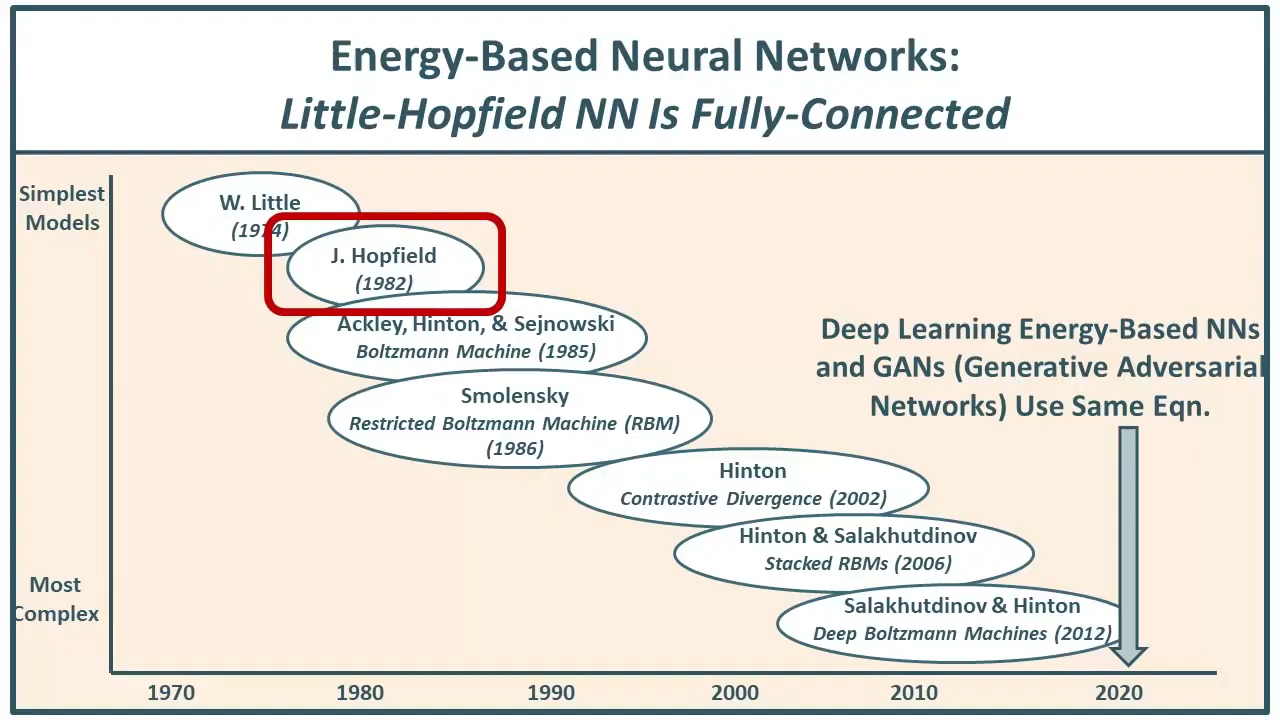 Energy-Based Neural Networks:
Little-Hopfield NN Is Fully-Connected
Simplest
Models
W. Little
(1974)
J. Hopfield
(1982)
Ackley, Hinton, & Sejnowski
Boltzmann Machine (1985)
Smolensky
Restricted Boltzmann Machine (RBM)
(1986)
Deep Learning Energy-Based NNs
and GANs (Generative Adversarial
Networks) Use Same Eqn.
Hinton
Contrastive Divergence (2002)
Hinton & Salakhutdinov
Stacked RBMs (2006)
Salakhutdinov & Hinton
Deep Boltzmann Machines (2012)
Most
Complex
1970 1980 1990 2000 2010 2020